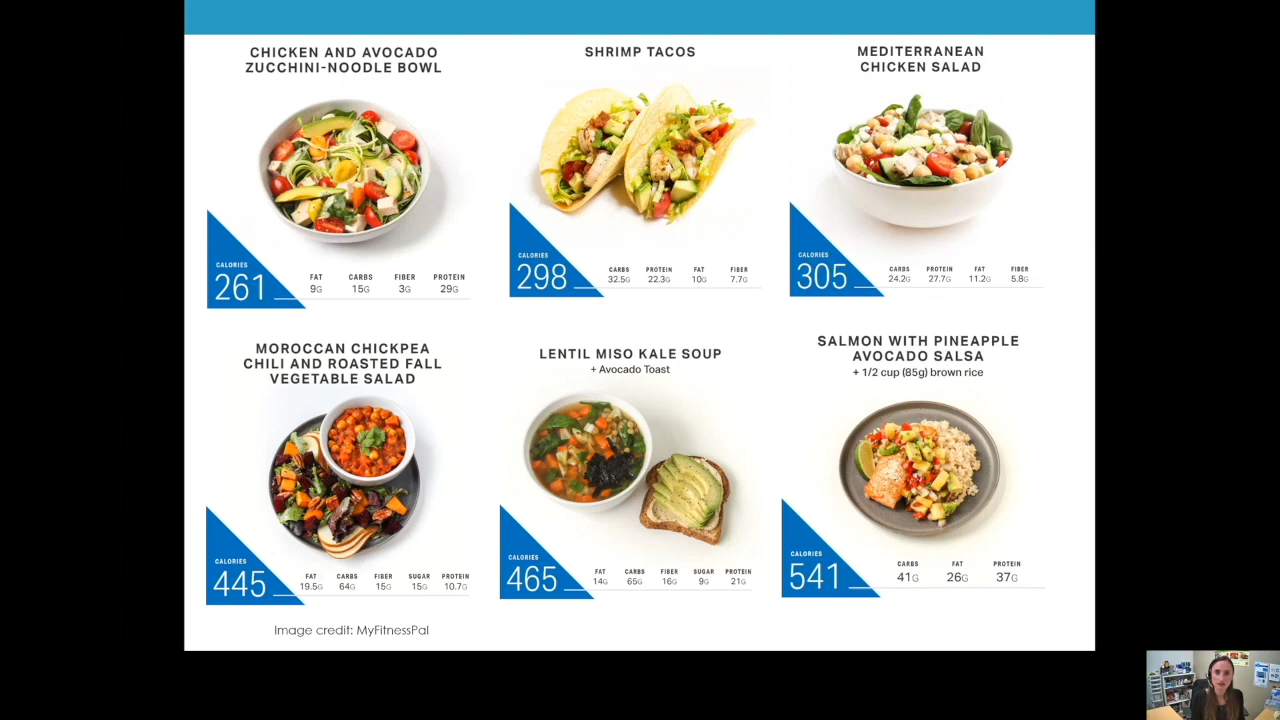 CHICKEN AND AVOCADO
ZUCCHINI-NOODLE BOWL
CALORIES
261
FAT CARBS FIBER PROTEIN
9G 15G 3G 29G
SHRIMP TACOS
CALORIES
298
CARBS PROTEIN FAT FIBER
32.5G 22.3G 10G 7.7G
MEDITERRANEAN
CHICKEN SALAD
CALORIES
305
CARBS PROTEIN FAT FIBER
24.2G 27.7G 11.2G 5.8G
MOROCCAN CHICKPEA
CHILI AND ROASTED FALL
VEGETABLE SALAD
CALORIES
445
FAT CARBS FIBER SUGAR PROTEIN
19.5G 64G 15G 15G 10.7G
LENTIL MISO KALE SOUP
+ Avocado Toast
CALORIES
465
FAT CARBS FIBER SUGAR PROTEIN
14G 65G 16G 9G 21G
SALMON WITH PINEAPPLE
AVOCADO SALSA
+ 1/2 cup (85g) brown rice
CALORIES
541
CARBS FAT PROTEIN
41G 26G 37G
Image credit: MyFitnessPal